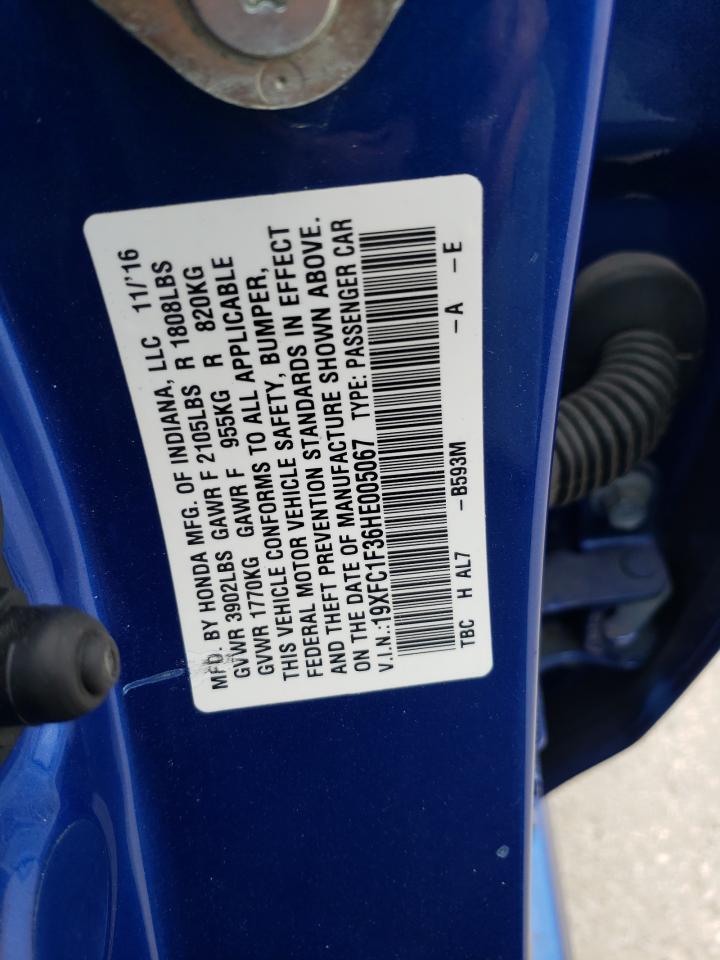 MFD. BY HONDA MFG. OF INDIANA, LLC 11/'16
GVWR 3902LBS GAWR F 2105LBS R 1808LBS
GVWR 1770KG GAWR F 955KG R 820KG
THIS VEHICLE CONFORMS TO ALL APPLICABLE
FEDERAL MOTOR VEHICLE SAFETY, BUMPER,
AND THEFT PREVENTION STANDARDS IN EFFECT
ON THE DATE OF MANUFACTURE SHOWN ABOVE.
V.I.N.:19XFC1F36HE005067 TYPE: PASSENGER CAR
TBC H AL7 -B593M -A -E